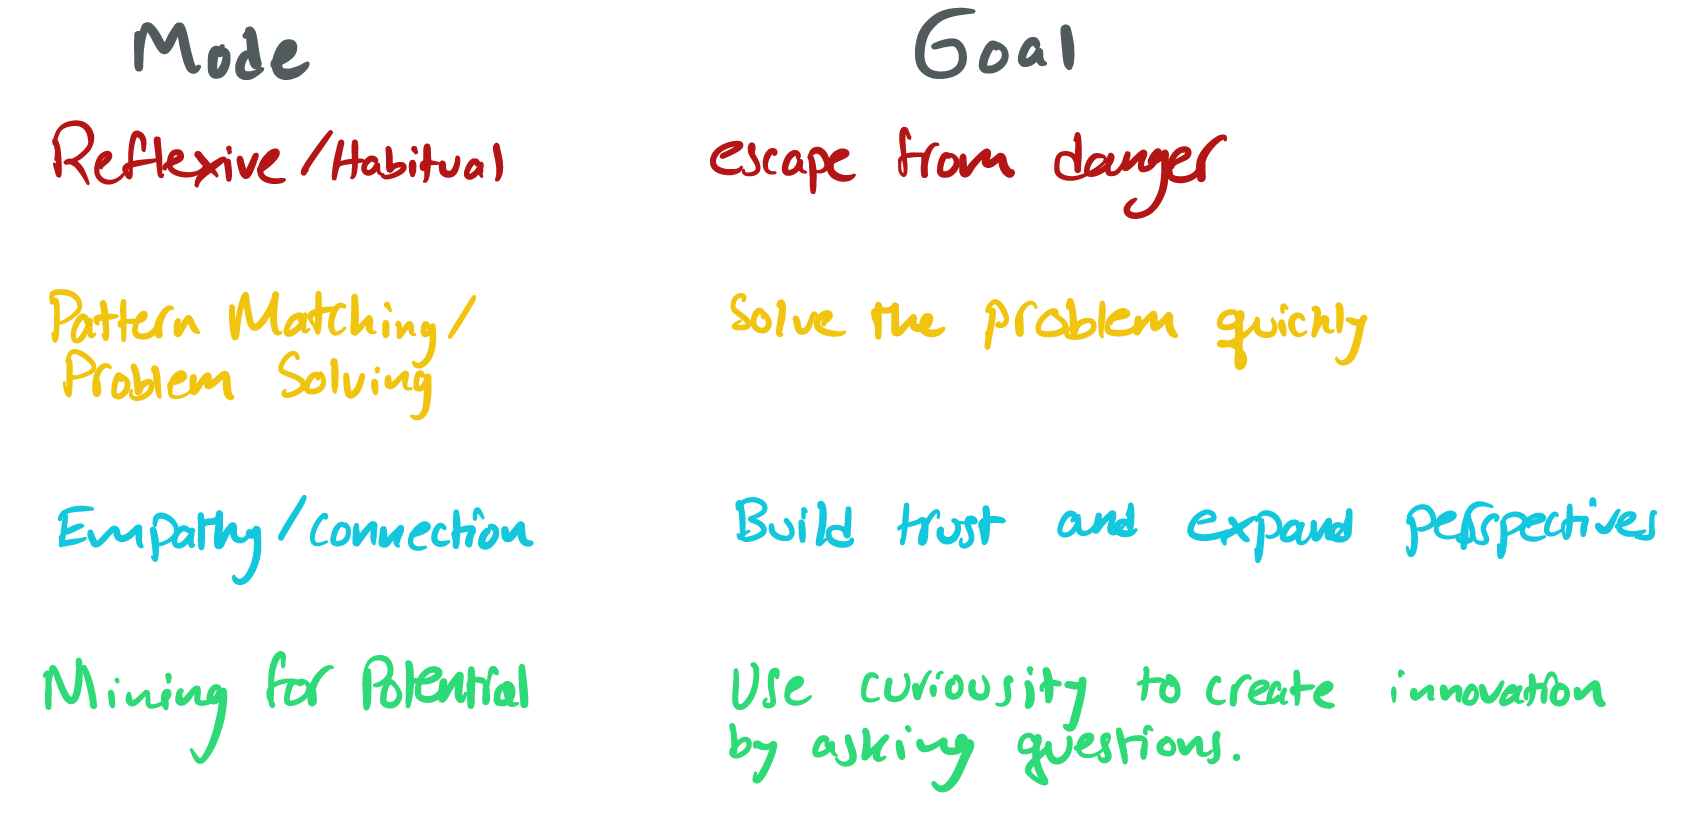 Mode Goal
Reflexive/Habitual escape from danger
Pattern Matching/ Solve the problem quickly
Problem Solving
Empathy/connection Build trust and expand perspectives
Mining for Potential Use curiousity to create innovation
by asking questions.